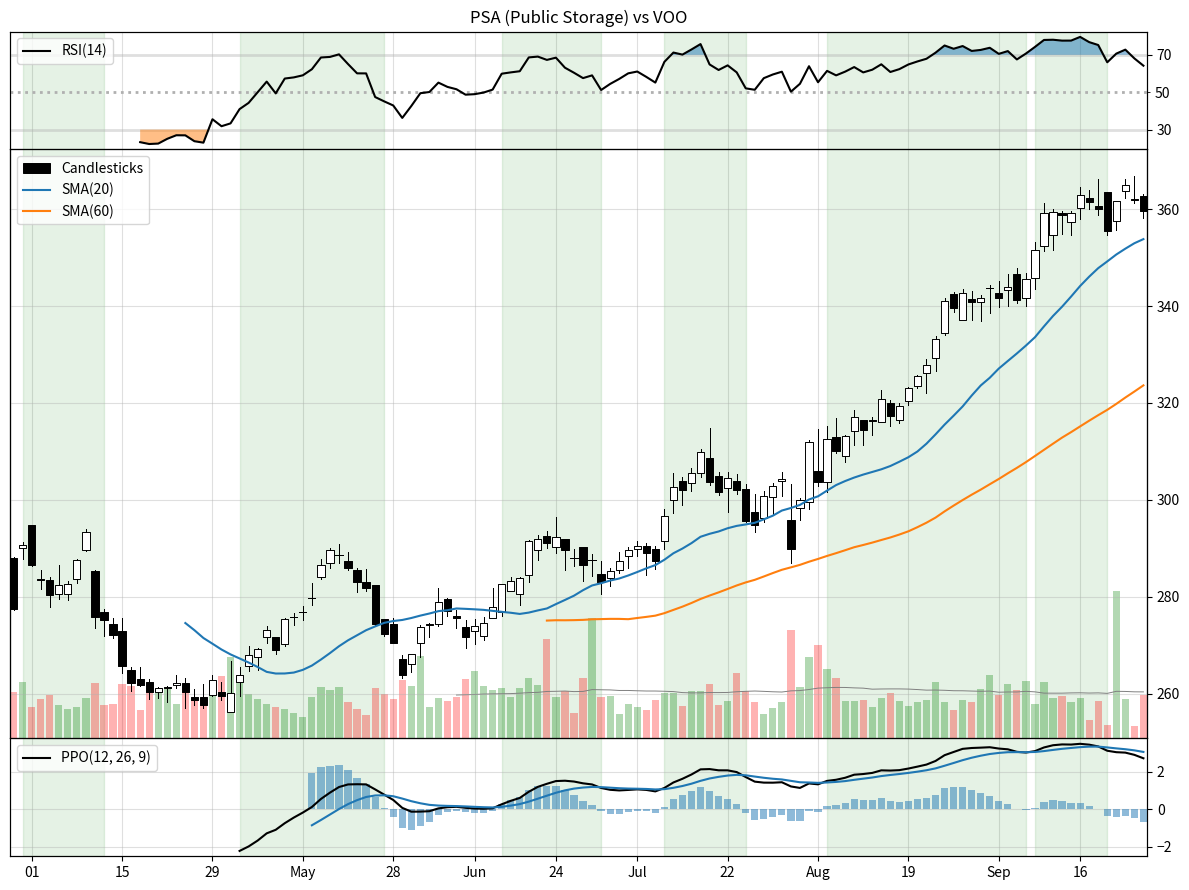 PSA (Public Storage) vs VOO
RSI(14)
70
50
30
Candlesticks
SMA(20)
SMA(60)
360
340
320
300
280
260
PPO(12, 26, 9)
2
0
−2
01 15 29 May 28 Jun 24 Jul 22 Aug 19 Sep 16